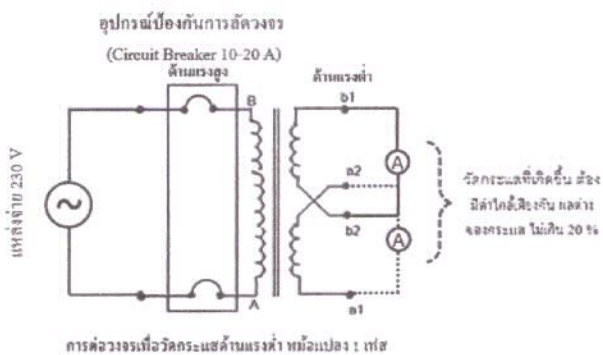 อุปกรณ์ป้องกันการลัดวงจร
(Circuit Breaker 10-20 A)
ด้านแรงสูง
ด้านแรงต่ำ
แหล่งจ่าย 230 V
B
A
b1
a2
b2
a1
A
A
วัดกระแสที่เกิดขึ้น ต้อง
มีค่าใกล้เคียงกัน ผลต่าง
ของกระแส ไม่เกิน 20 %
การต่อวงจรเพื่อวัดกระแสด้านแรงต่ำ หม้อแปลง 1 เฟส